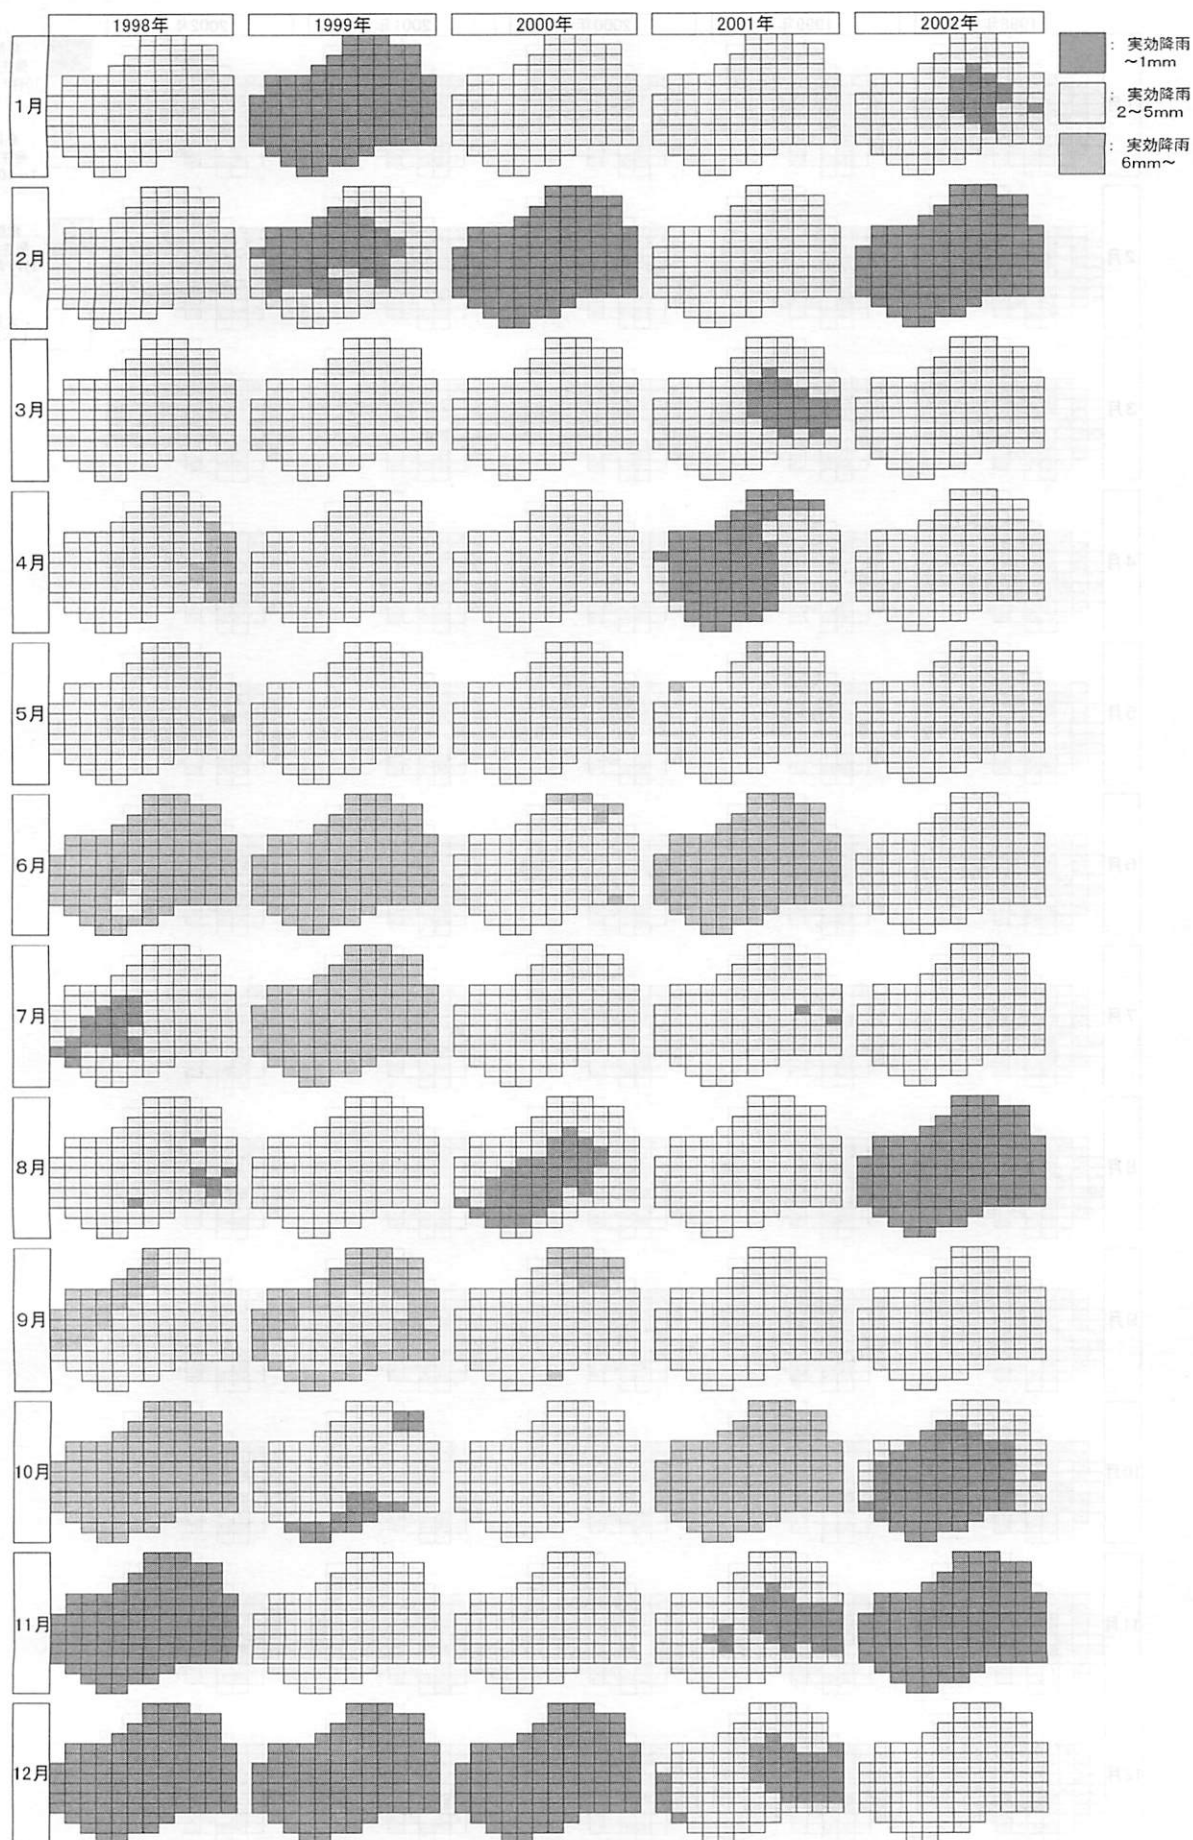 1998年
1999年
2000年
2001年
2002年
: 実効降雨
~1mm
: 実効降雨
2~5mm
: 実効降雨
6mm~
1月
2月
3月
4月
5月
6月
7月
8月
9月
10月
11月
12月